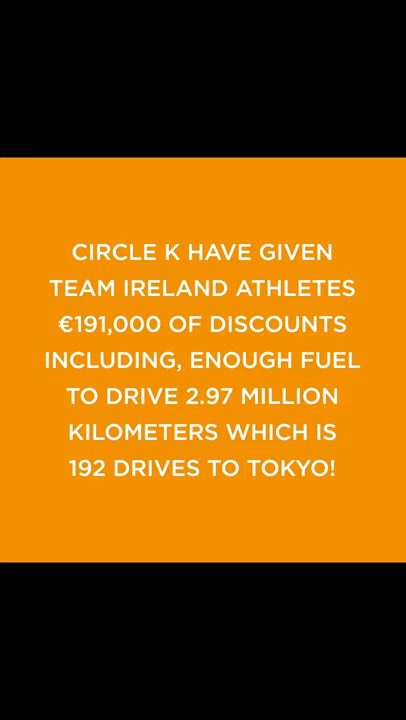 CIRCLE K HAVE GIVEN
TEAM IRELAND ATHLETES
€191,000 OF DISCOUNTS
INCLUDING, ENOUGH FUEL
TO DRIVE 2.97 MILLION
KILOMETERS WHICH IS
192 DRIVES TO TOKYO!